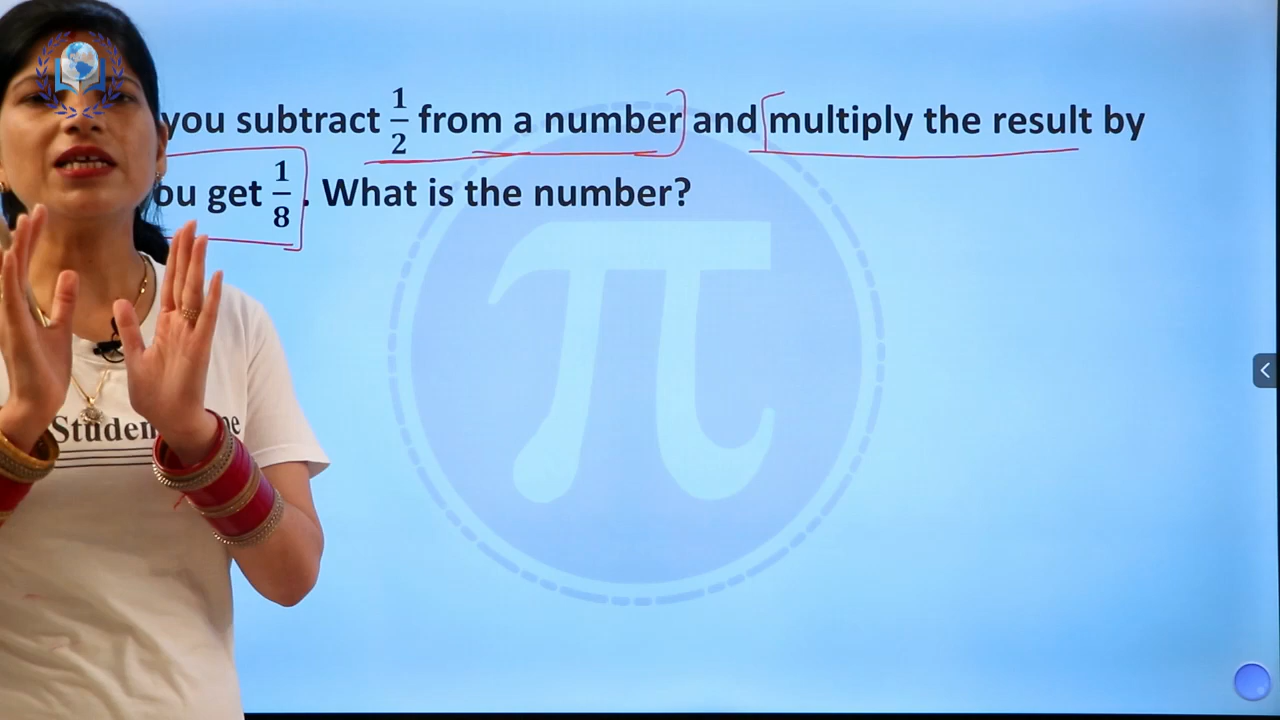 you subtract 1/2 from a number and multiply the result by
ou get 1/8. What is the number?
π
Studen